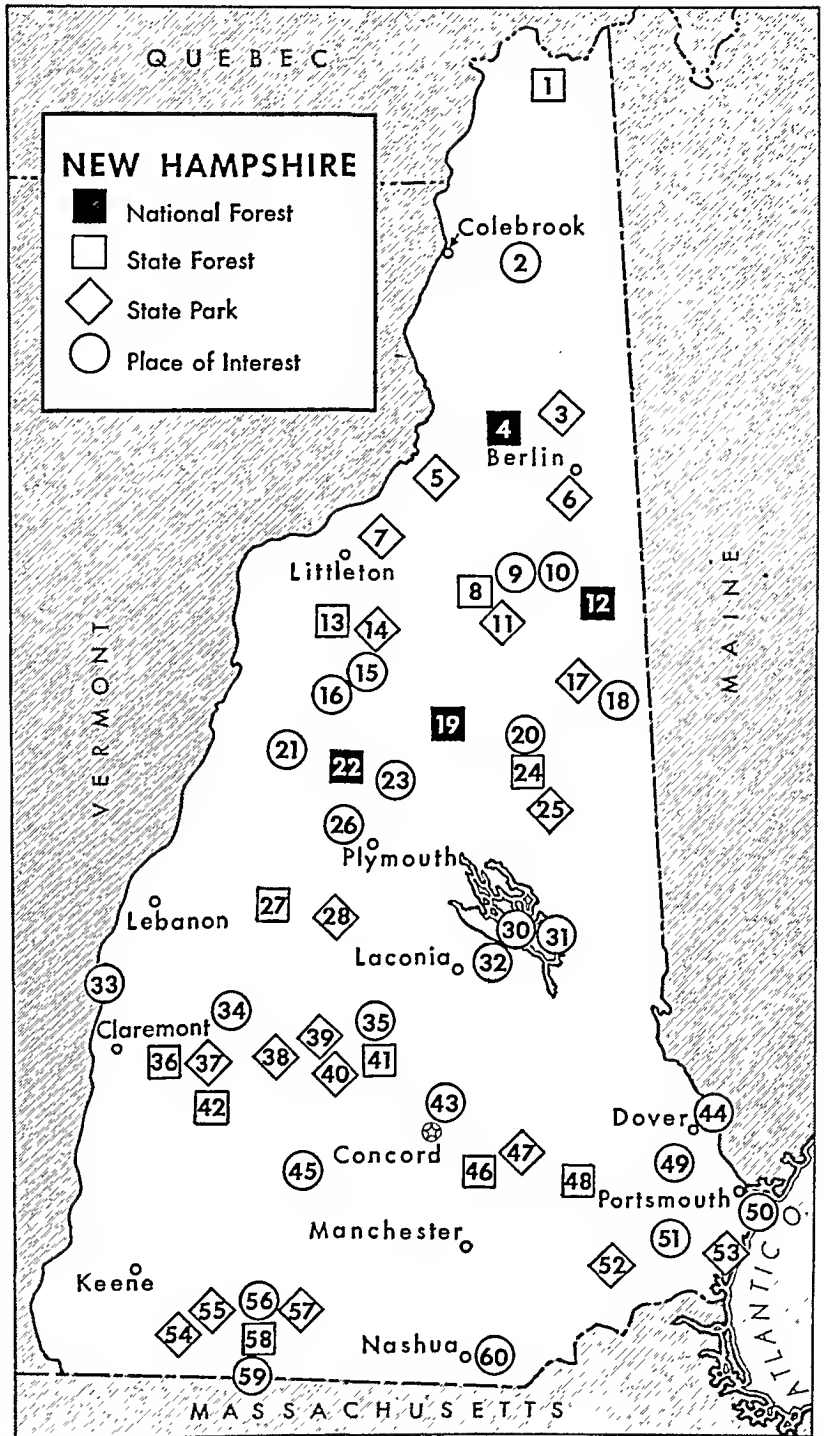 QUEBEC
1
NEW HAMPSHIRE
National Forest
State Forest
State Park
Place of Interest
Colebrook
2
3
4
Berlin
5
6
7
Littleton
8
9
10
12
11
13
14
MAINE
VERMONT
15
16
17
18
19
20
21
22
23
24
25
26
Plymouth
Lebanon
27
28
30
31
Laconia
32
33
34
35
Claremont
36
37
38
39
40
41
42
43
44
Dover
Concord
45
46
47
48
49
Portsmouth
50
Manchester
51
52
53
ATLANTIC
Keene
54
55
56
57
58
Nashua
60
59
MASSACHUSETTS